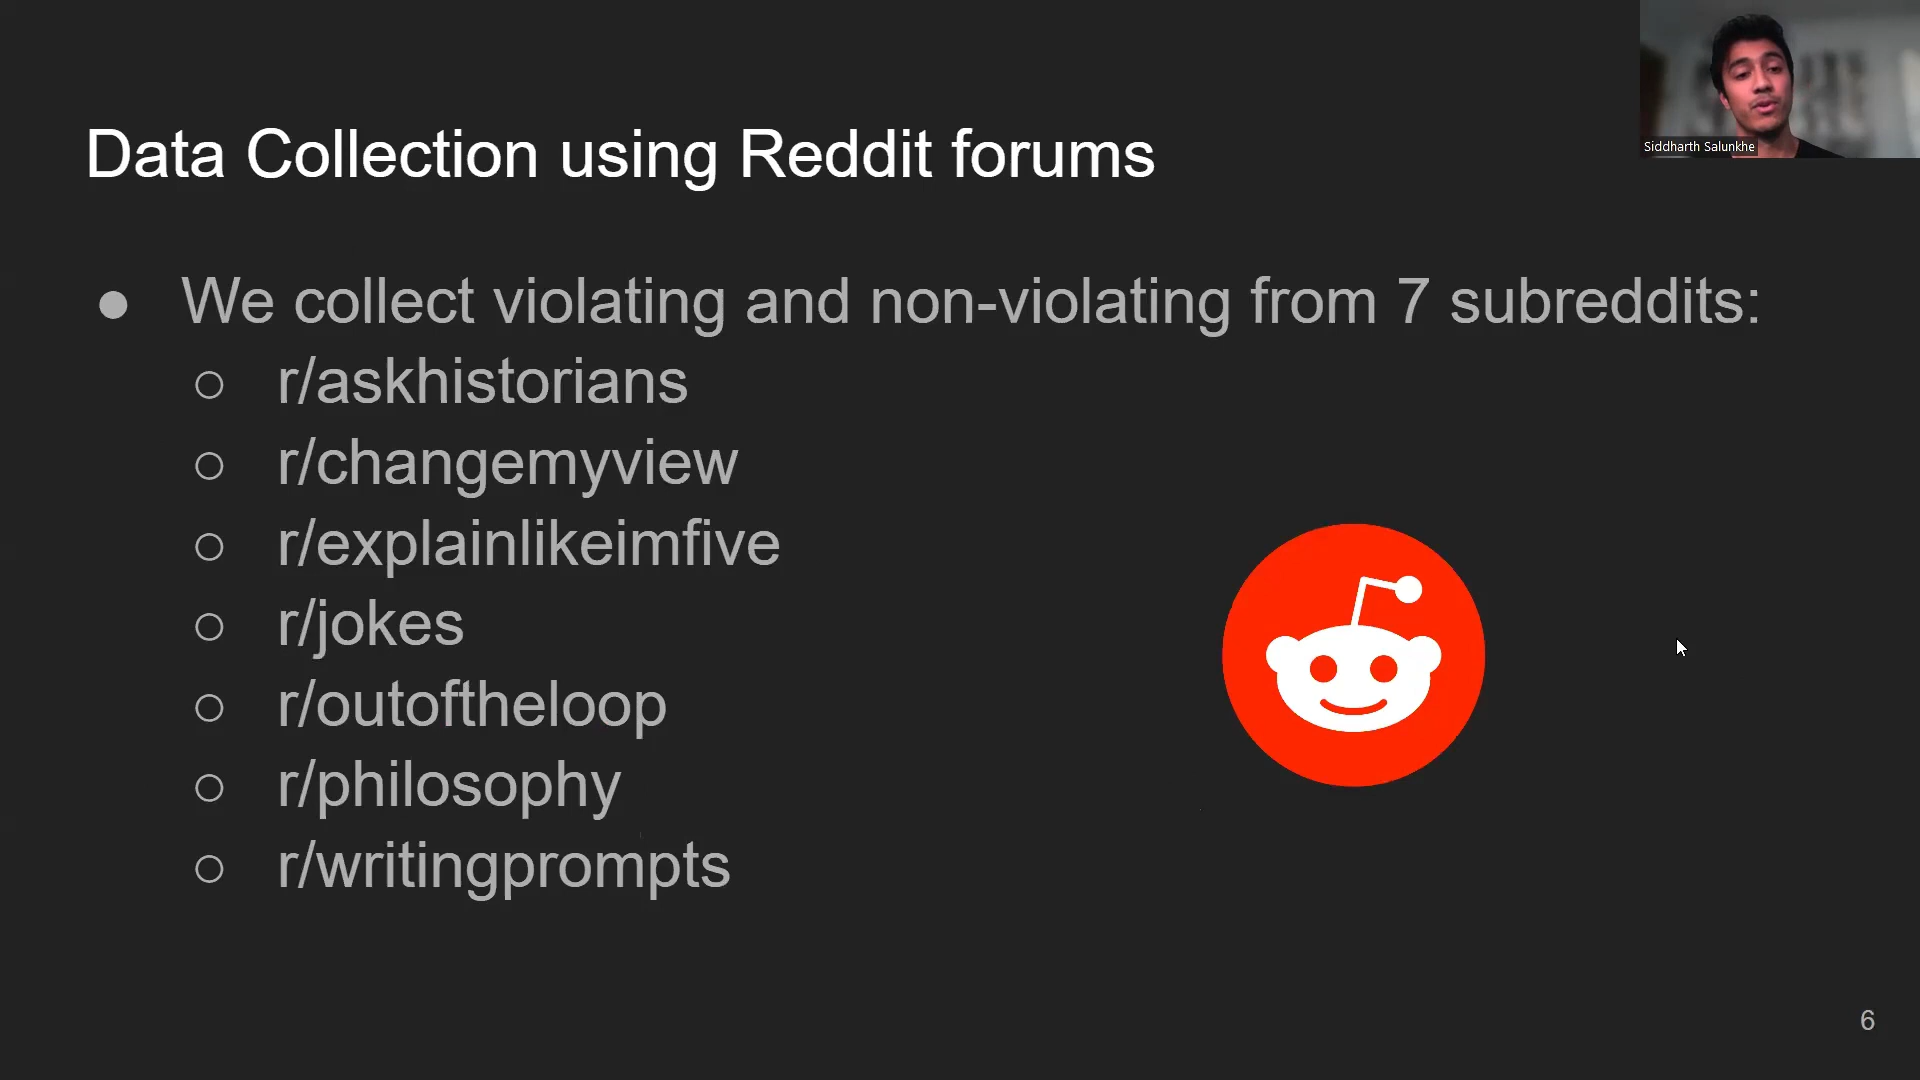 Siddharth Salunkhe
Data Collection using Reddit forums
● We collect violating and non-violating from 7 subreddits:
○ r/askhistorians
○ r/changemyview
○ r/explainlikeimfive
○ r/jokes
○ r/outoftheloop
○ r/philosophy
○ r/writingprompts
6